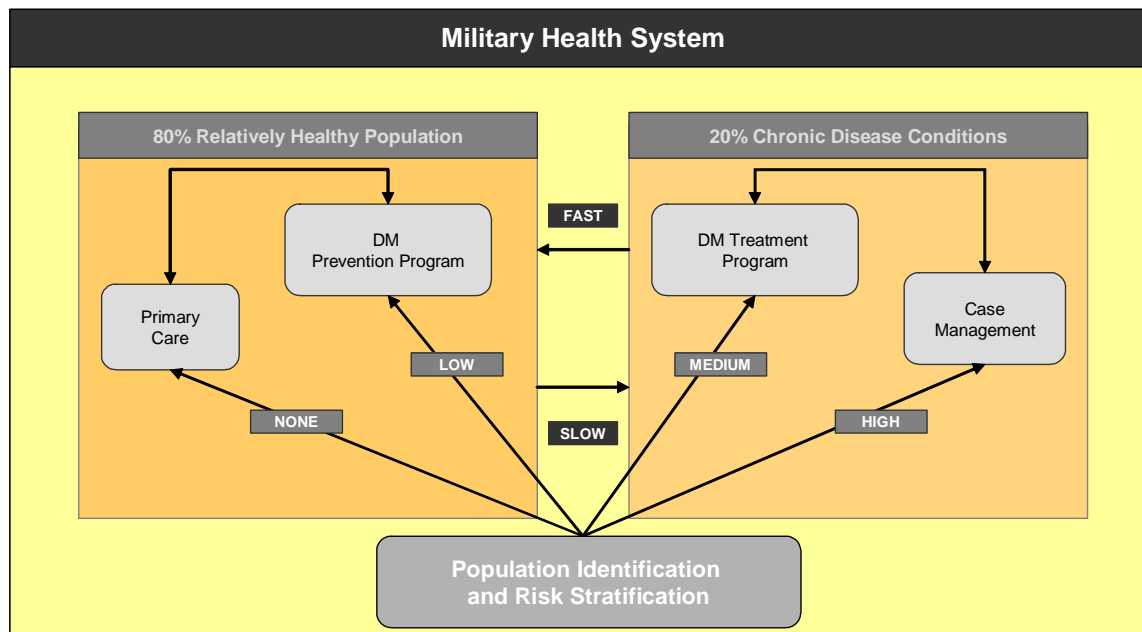 Military Health System
80% Relatively Healthy Population
20% Chronic Disease Conditions
FAST
DM
Prevention Program
DM Treatment
Program
Primary
Care
Case
Management
LOW
MEDIUM
NONE
SLOW
HIGH
Population Identification
and Risk Stratification